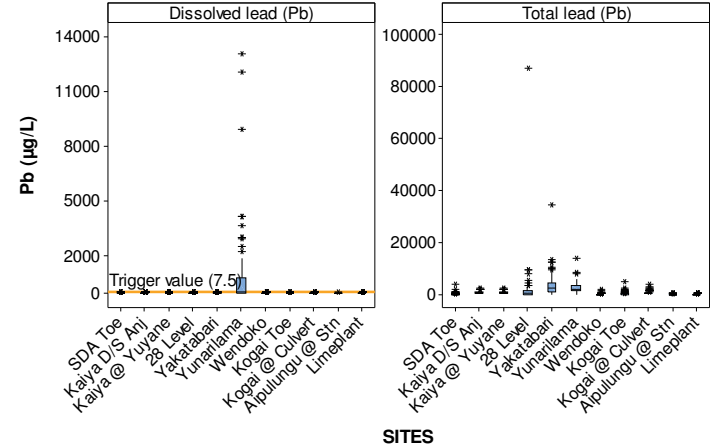 Dissolved lead (Pb)
Total lead (Pb)
Pb (µg/L)
14000
11000
8000
5000
2000
0
Trigger value (7.5)
100000
80000
60000
40000
20000
0
SDA Toe
Kaiya D/S Anj
Kaiya @ Yuyane
28 Level
Yakatabari
Yunarilama
Wendoko
Kogai Toe
Kogai @ Culvert
Aipulungu @ Stn
Limeplant
SDA Toe
Kaiya D/S Anj
Kaiya @ Yuyane
28 Level
Yakatabari
Yunarilama
Wendoko
Kogai Toe
Kogai @ Culvert
Aipulungu @ Stn
Limeplant
SITES